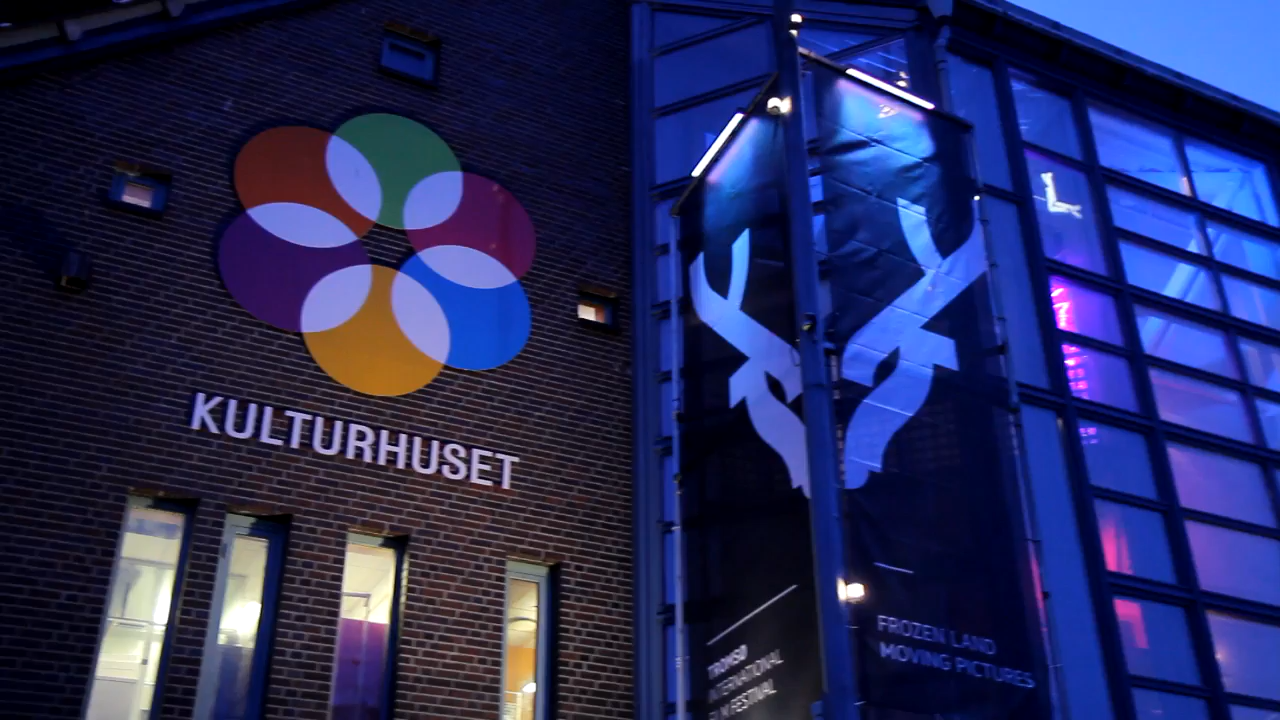 KULTURHUSET
TROMSØ
INTERNATIONAL
FILM FESTIVAL
FROZEN LAND
MOVING PICTURES